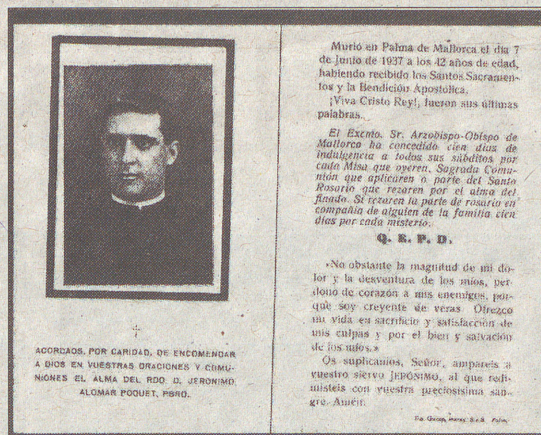 ✝
ACORDAOS, POR CARIDAD, DE ENCOMENDAR
A DIOS EN VUESTRAS ORACIONES Y COMU-
NIONES EL ALMA DEL RDO D. JERONIMO
ALOMAR POQUET, PBRO.
Murió en Palma de Mallorca el día 7
de Junio de 1937 a los 42 años de edad,
habiendo recibido los Santos Sacramen-
tos y la Bendición Apostólica.
¡Viva Cristo Rey!, fueron sus últimas
palabras.
El Excmo. Sr. Arzobispo-Obispo de
Mallorca ha concedido cien días de
indulgencia a todos sus súbditos por
cada Misa que oyeren, Sagrada Comu-
nión que aplicaren o parte del Santo
Rosario que rezaren por el alma del
finado. Si rezaren la parte de rosario en
compañía de alguien de la familia cien
días por cada misterio.
Q. E. P. D.
«No obstante la magnitud de mi do-
lor y la desventura de los míos, per-
dono de corazón a mis enemigos, por-
que soy creyente de veras Ofrezco
mi vida en sacrificio y satisfacción de
mis culpas y por el bien y salvación
de los míos.»
Os suplicamos, Señor, ampareis a
vuestro siervo JERÓNIMO, al que redi-
misteis con vuestra preciosísima san-
gre. Amén.
Palma